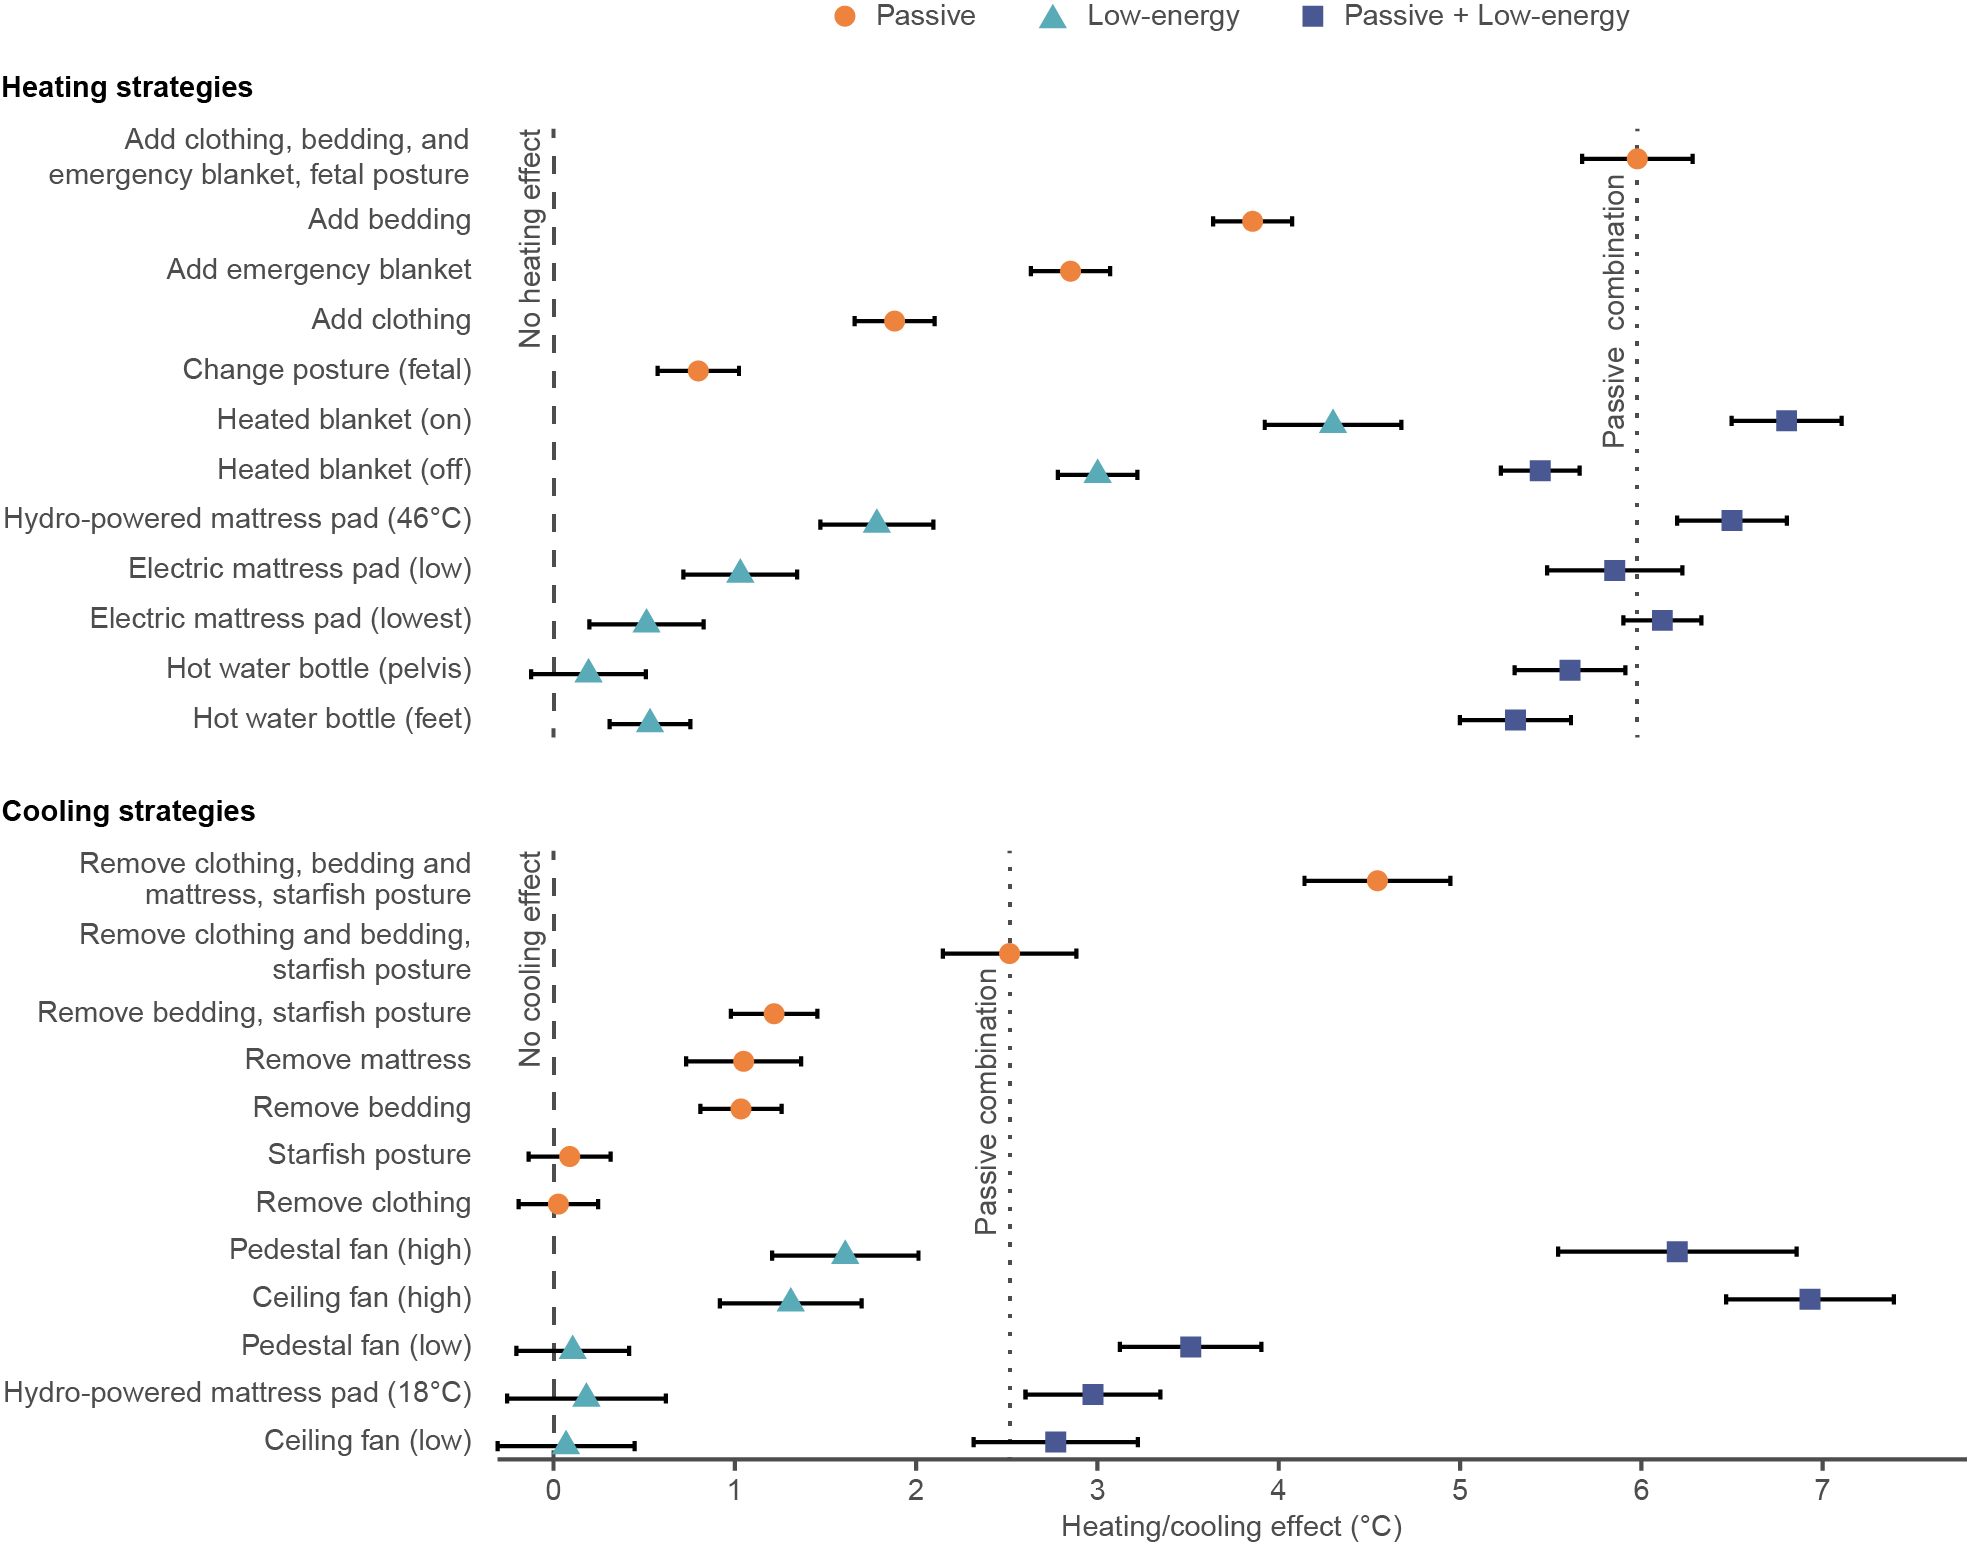 Passive
Low-energy
Passive + Low-energy
Heating strategies
Add clothing, bedding, and
emergency blanket, fetal posture
Add bedding
Add emergency blanket
Add clothing
Change posture (fetal)
Heated blanket (on)
Heated blanket (off)
Hydro-powered mattress pad (46°C)
Electric mattress pad (low)
Electric mattress pad (lowest)
Hot water bottle (pelvis)
Hot water bottle (feet)
No heating effect
Passive combination
Cooling strategies
Remove clothing, bedding and
mattress, starfish posture
Remove clothing and bedding,
starfish posture
Remove bedding, starfish posture
Remove mattress
Remove bedding
Starfish posture
Remove clothing
Pedestal fan (high)
Ceiling fan (high)
Pedestal fan (low)
Hydro-powered mattress pad (18°C)
Ceiling fan (low)
No cooling effect
Passive combination
0 1 2 3 4 5 6 7
Heating/cooling effect (°C)